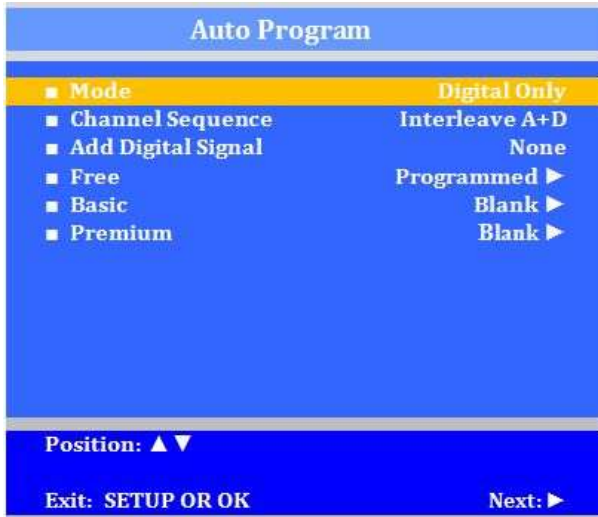 Auto Program
■ Mode Digital Only
■ Channel Sequence Interleave A+D
■ Add Digital Signal None
■ Free Programmed ►
■ Basic Blank ►
■ Premium Blank ►
Position: ▲▼
Exit: SETUP OR OK Next: ►